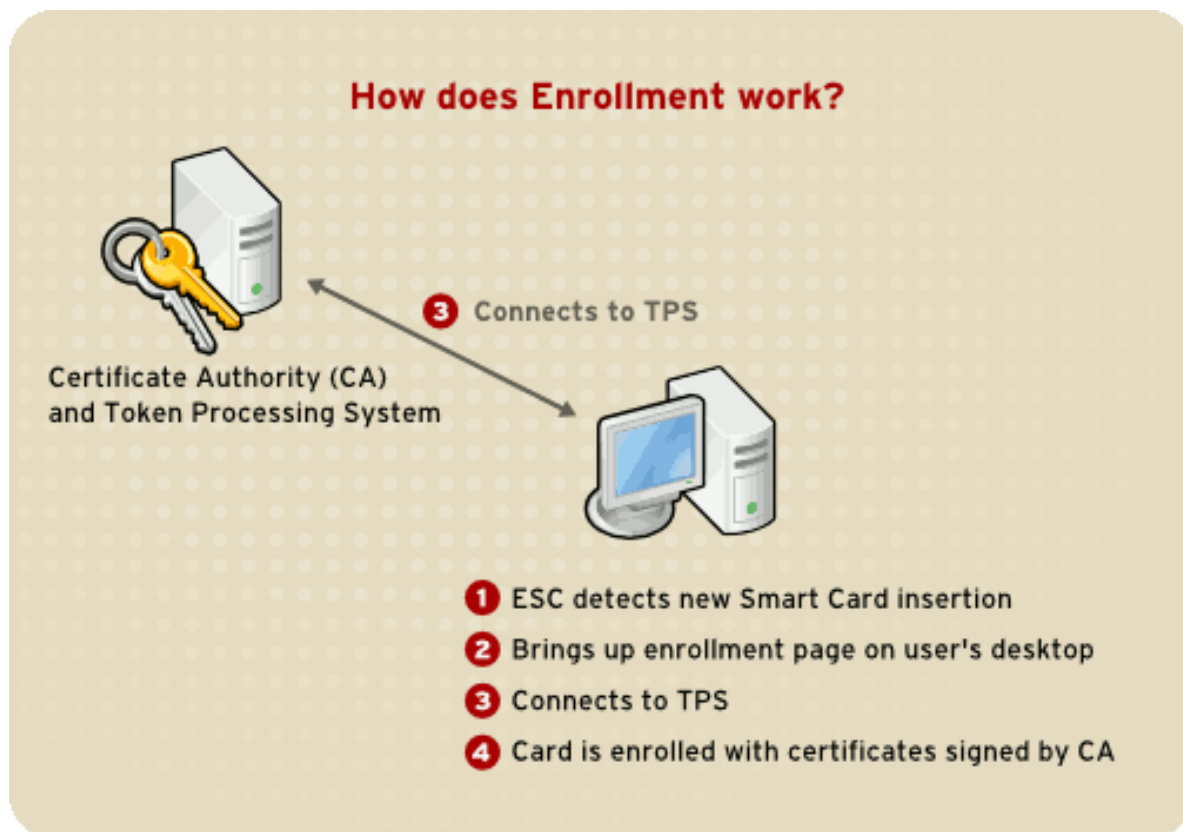 How does Enrollment work?
3 Connects to TPS
Certificate Authority (CA)
and Token Processing System
1 ESC detects new Smart Card insertion
2 Brings up enrollment page on user's desktop
3 Connects to TPS
4 Card is enrolled with certificates signed by CA